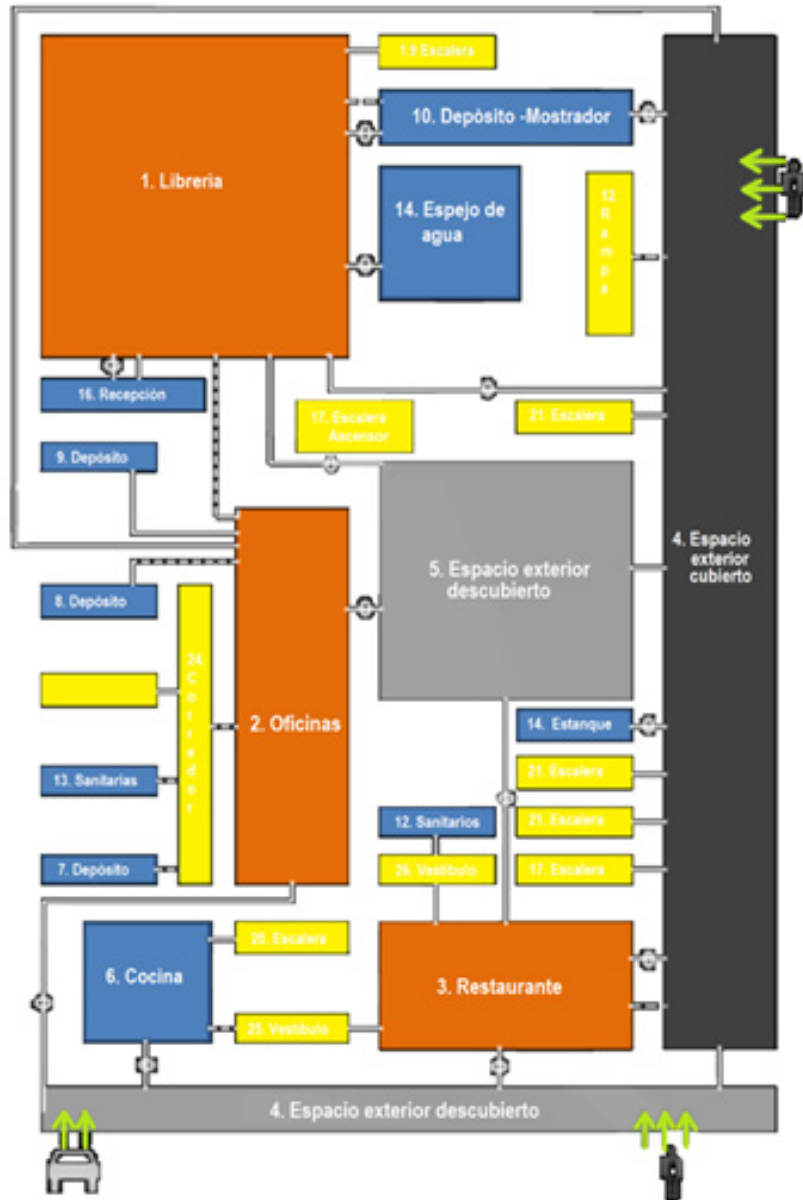 1.9 Escalera
10. Depòsito -Mostrador
1. Libreria
14. Espejo de
agua
12.
R
a
m
p
a
16. Recepción
17. Escalera
Ascensor
21. Escalera
9. Depósito
4. Espacio
exterior
cubierto
5. Espacio exterior
descubierto
8. Depósito
24.
C
o
r
r
e
d
o
r
2. Oficinas
14. Estanque
13. Sanitarias
21. Escalera
12. Sanitarios
21. Escalera
7. Depósito
26. Vestíbulo
17. Escalera
20. Escalera
6. Cocina
3. Restaurante
25. Vestíbulo
4. Espacio exterior descubierto